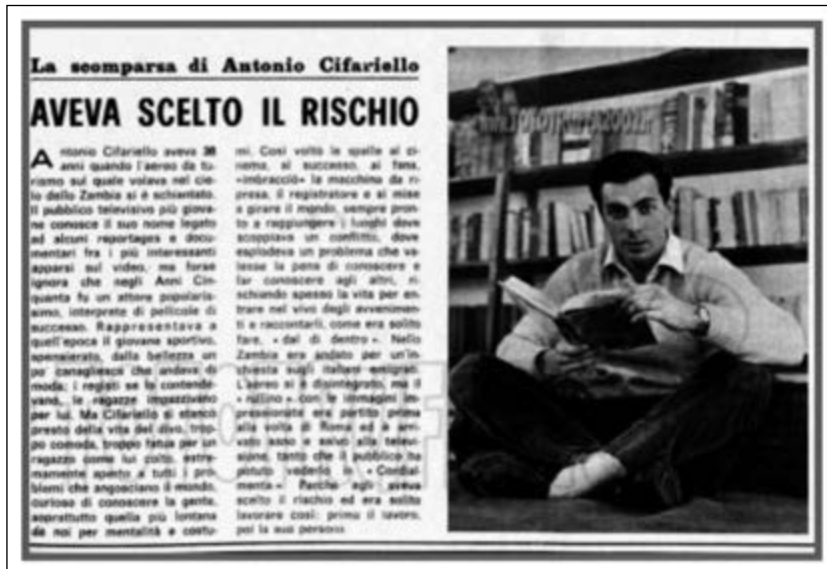 La scomparsa di Antonio Cifariello
AVEVA SCELTO IL RISCHIO
Antonio Cifariello aveva 38
anni quando l'aereo da tu-
rismo sul quale volava nel cie-
lo dello Zambia si è schiantato.
Il pubblico televisivo più giova-
ne conosce il suo nome legato
ad alcuni reportages e docu-
mentari fra i più interessanti
apparsi sul video, ma forse
ignora che negli Anni Cin-
quanta fu un attore popolaris-
simo, interprete di pellicole di
successo. Rappresentava a
quell'epoca il giovane sportivo,
spensierato, dalla bellezza un
po' canagliesca che andava di
moda; i registi se lo contende-
vano, le ragazze impazzivano
per lui. Ma Cifariello si stancò
presto della vita del divo, trop-
po comoda, troppo fatua per un
ragazzo come lui colto, estre-
mamente aperto a tutti i pro-
blemi che angosciano il mondo,
curioso di conoscere la gente,
soprattutto quella più lontana
da noi per mentalità e costu-
mi. Così voltò le spalle al ci-
nema, al successo, ai fans,
«imbracciò» la macchina da ri-
presa, il registratore e si mise
a girare il mondo, sempre pron-
to a raggiungere i luoghi dove
scoppiava un conflitto, dove
esplodeva un problema che va-
lesse la pena di conoscere e
far conoscere agli altri, ri-
schiando spesso la vita per en-
trare nel vivo degli avvenimen-
ti e raccontarli, come era solito
fare, «dal di dentro». Nello
Zambia era andato per un'in-
chiesta sugli italiani emigrati.
L'aereo si è disintegrato, ma il
«rullino» con le immagini im-
pressionate era partito prima
alla volta di Roma ed è arri-
vato sano e salvo alla televi-
sione, tanto che il pubblico ha
potuto vederlo in «Cordial-
mente». Perché egli aveva
scelto il rischio ed era solito
lavorare così: prima il lavoro,
poi la sua persona